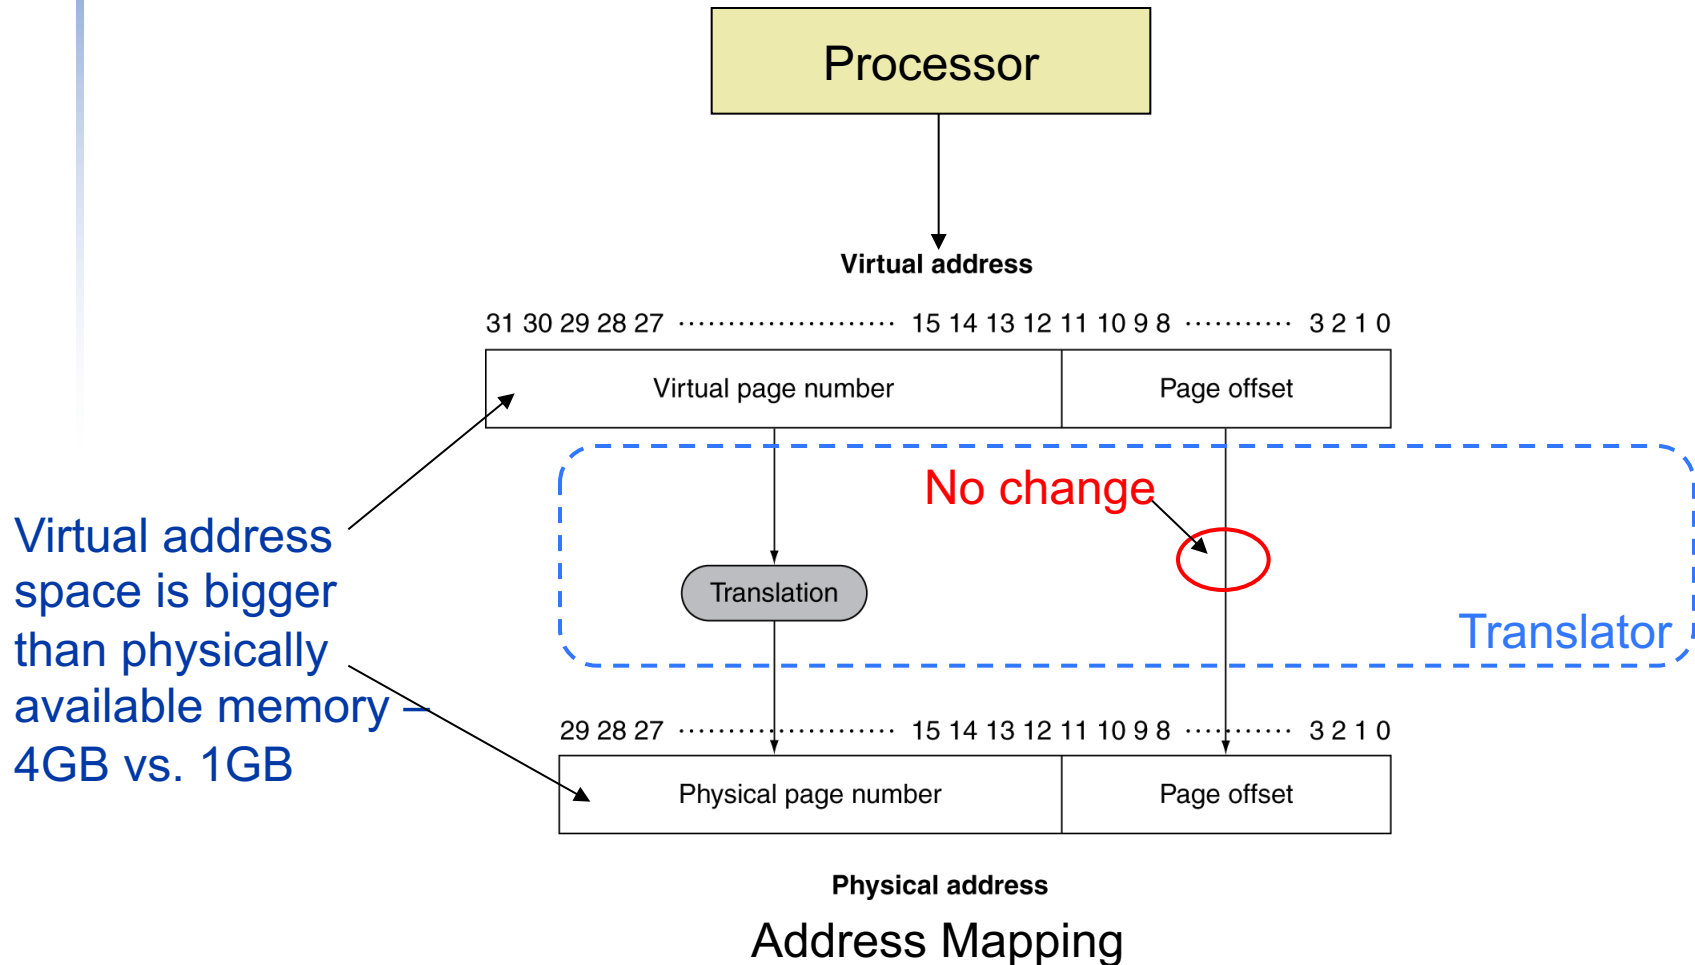 Processor
Virtual address
31 30 29 28 27 ······················ 15 14 13 12 11 10 9 8 ··········· 3 2 1 0
Virtual page number Page offset
No change
Virtual address
space is bigger
than physically
available memory –
4GB vs. 1GB
Translation
Translator
29 28 27 ······················ 15 14 13 12 11 10 9 8 ··········· 3 2 1 0
Physical page number Page offset
Physical address
Address Mapping